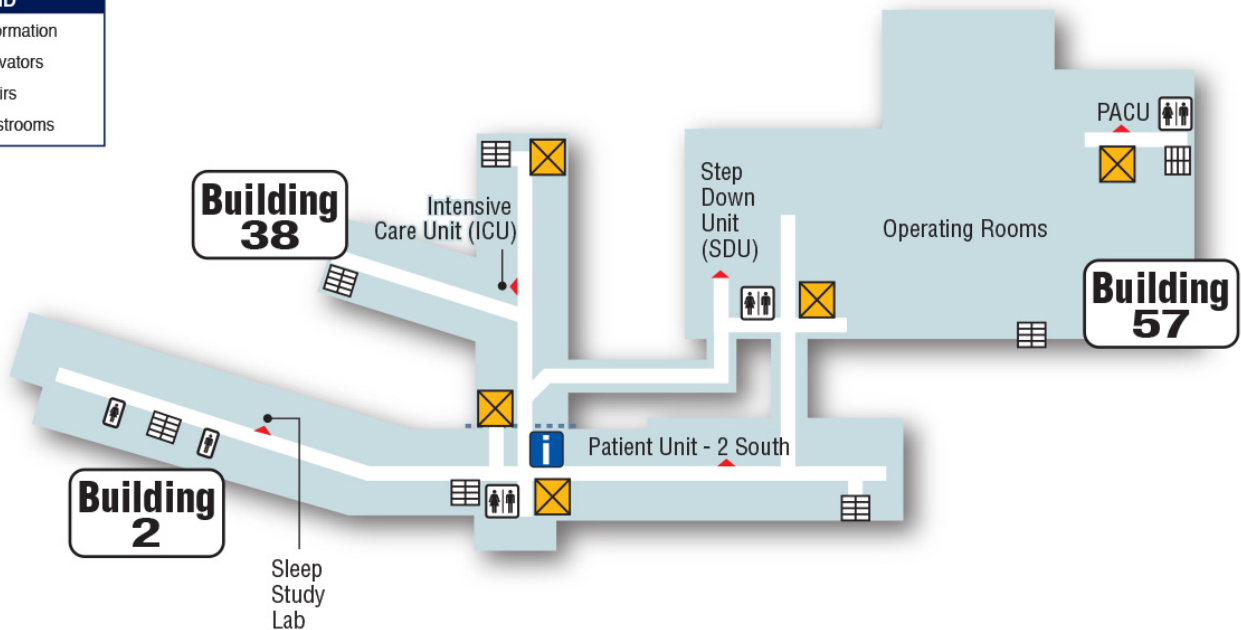 D
ormation
vators
irs
strooms
PACU
Building
38
Intensive
Care Unit (ICU)
Step
Down
Unit
(SDU)
Operating Rooms
Building
57
i
Patient Unit - 2 South
Building
2
Sleep
Study
Lab